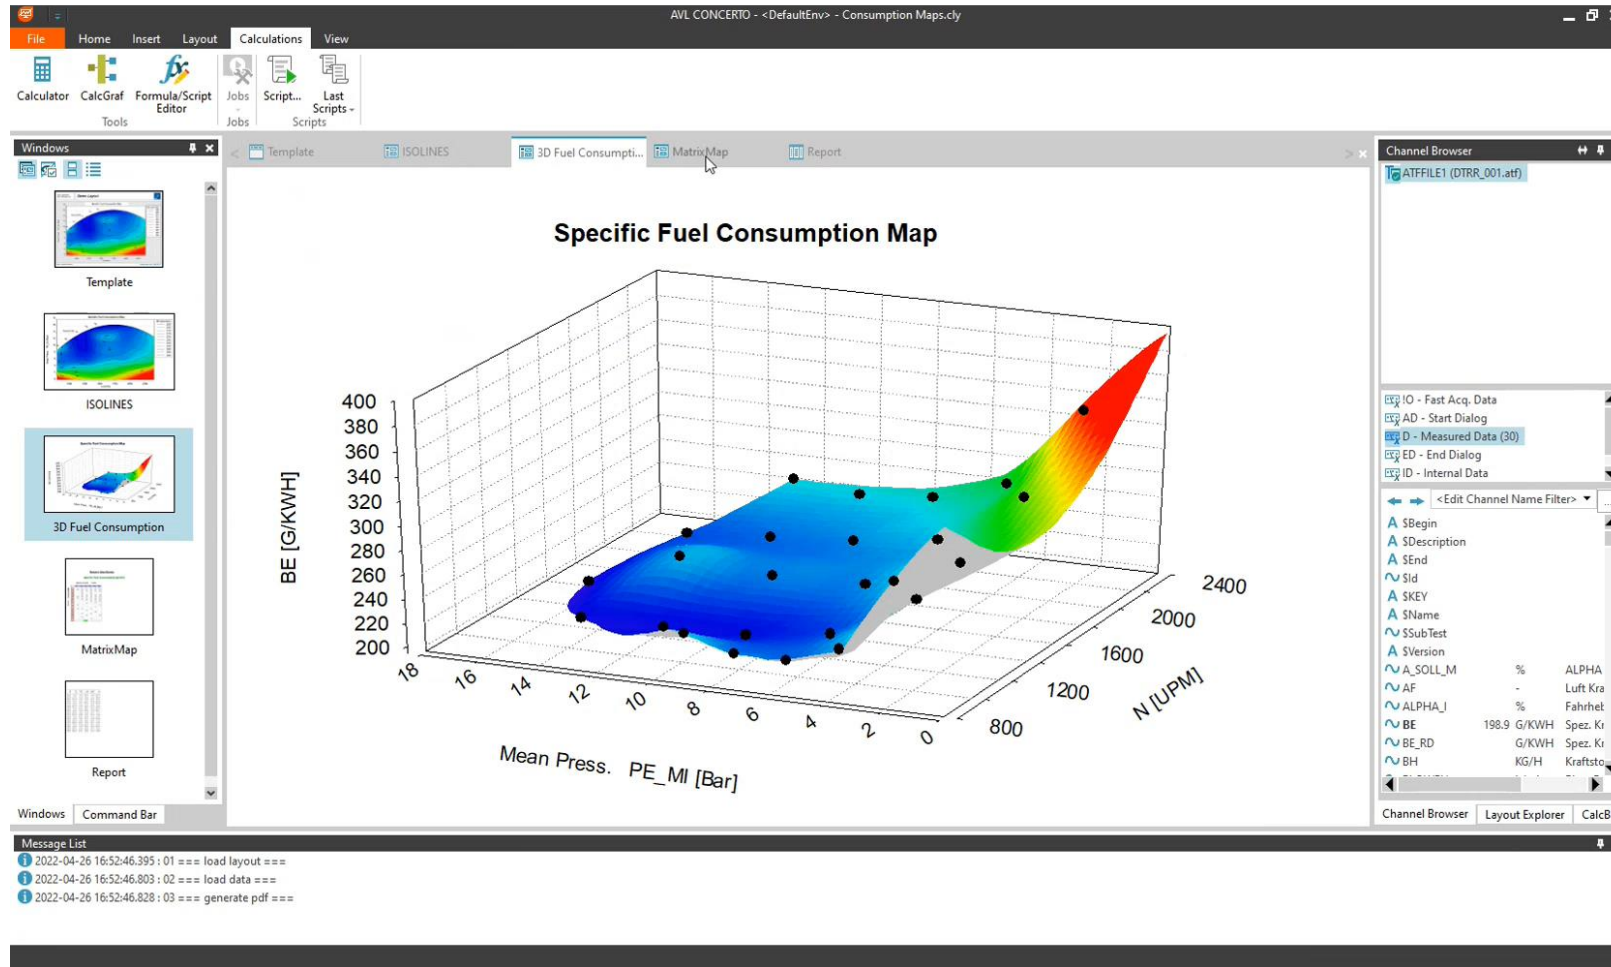 AVL CONCERTO - <DefaultEnv> - Consumption Maps.cly
File Home Insert Layout Calculations View
Calculator CalcGraf Formula/Script Editor Jobs Script... Last Scripts
Tools Jobs Scripts
Windows
Template
ISOLINES
3D Fuel Consumption
MatrixMap
Report
Windows Command Bar
Template ISOLINES 3D Fuel Consumpti... MatrixMap Report
Specific Fuel Consumption Map
BE [G/KWH]
400
380
360
340
320
300
280
260
240
220
200
18 16 14 12 10 8 6 4 2 0
Mean Press. PE_MI [Bar]
800 1200 1600 2000 2400
N [UPM]
Channel Browser
ATFFILE1 (DTRR_001.atf)
!O - Fast Acq. Data
AD - Start Dialog
D - Measured Data (30)
ED - End Dialog
ID - Internal Data
<Edit Channel Name Filter>
A $Begin
A $Description
A $End
$Id
A $KEY
A $Name
$SubTest
A $Version
A_SOLL_M % ALPHA
AF - Luft Kra
ALPHA_I % Fahrheb
BE 198.9 G/KWH Spez. Kr
BE_RD G/KWH Spez. Kr
BH KG/H Kraftsto
Channel Browser Layout Explorer CalcB
Message List
2022-04-26 16:52:46.395 : 01 === load layout ===
2022-04-26 16:52:46.803 : 02 === load data ===
2022-04-26 16:52:46.828 : 03 === generate pdf ===